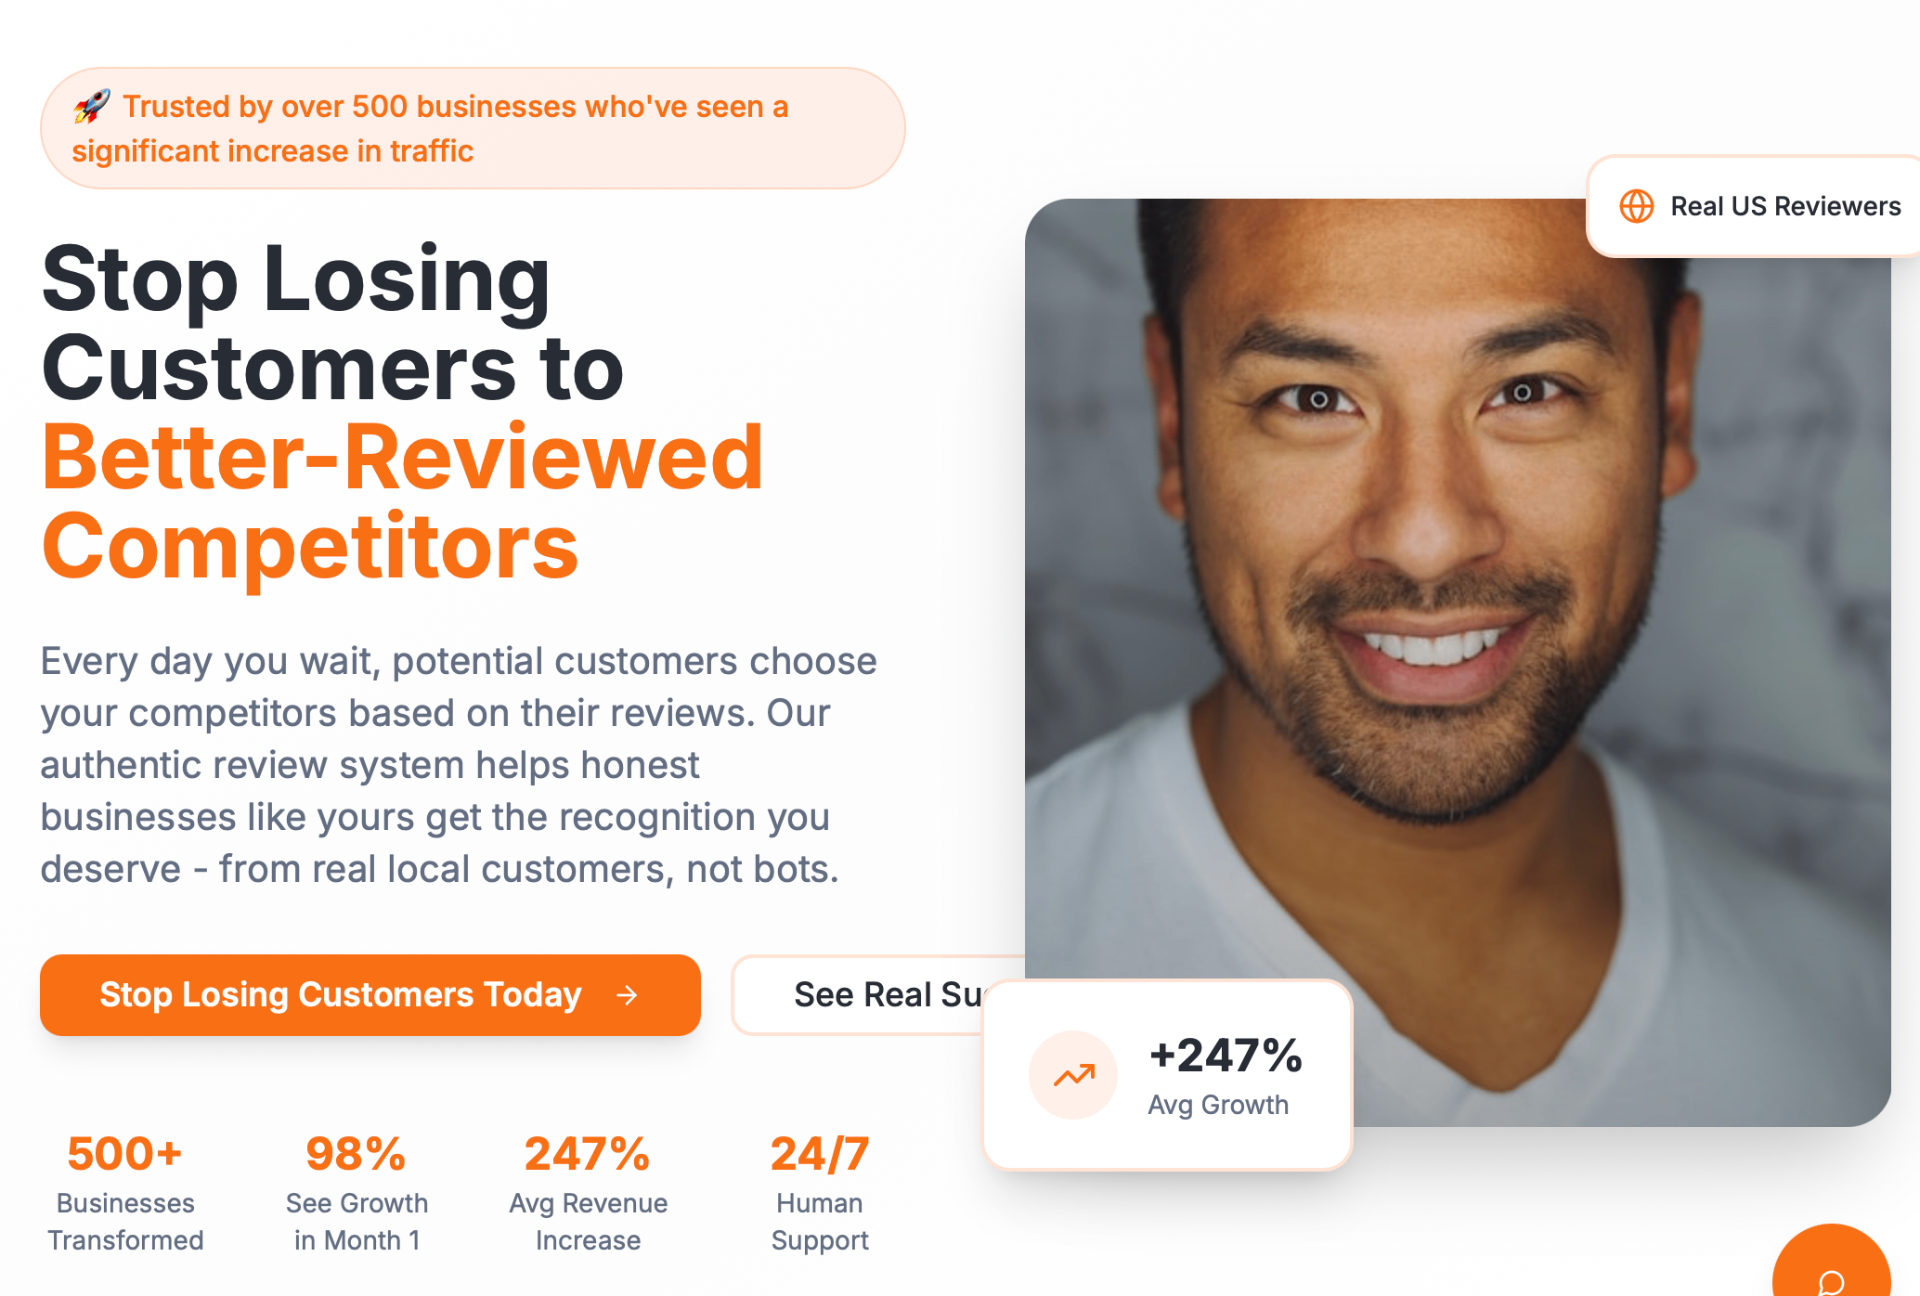 🚀 Trusted by over 500 businesses who've seen a
significant increase in traffic
Real US Reviewers
Stop Losing
Customers to
Better-Reviewed
Competitors
Every day you wait, potential customers choose
your competitors based on their reviews. Our
authentic review system helps honest
businesses like yours get the recognition you
deserve - from real local customers, not bots.
Stop Losing Customers Today →
See Real
+247%
Avg Growth
500+
Businesses
Transformed
98%
See Growth
in Month 1
247%
Avg Revenue
Increase
24/7
Human
Support